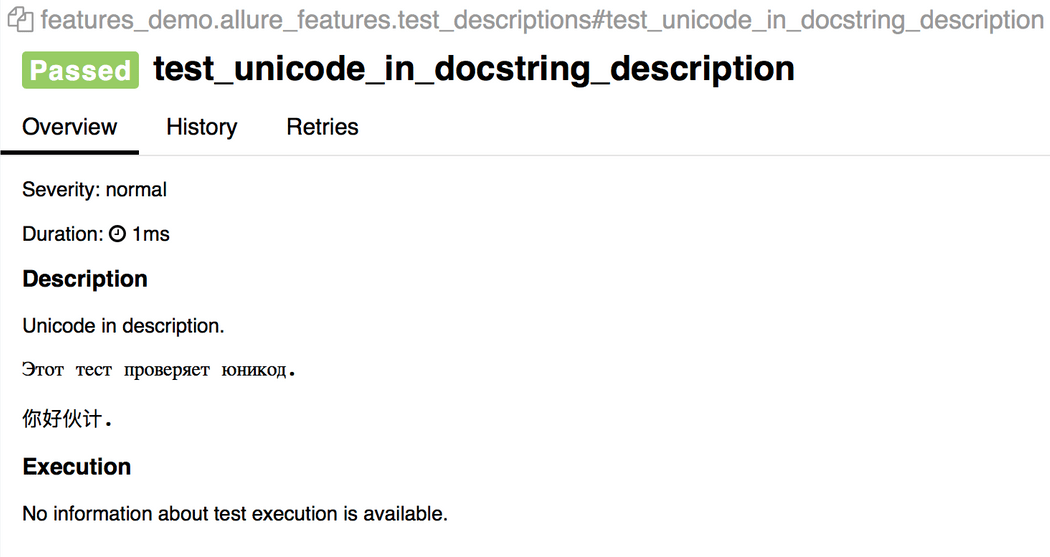 features_demo.allure_features.test_descriptions#test_unicode_in_docstring_description
Passed test_unicode_in_docstring_description
Overview History Retries
Severity: normal
Duration: 1ms
Description
Unicode in description.
Этот тест проверяет юникод.
你好伙计.
Execution
No information about test execution is available.